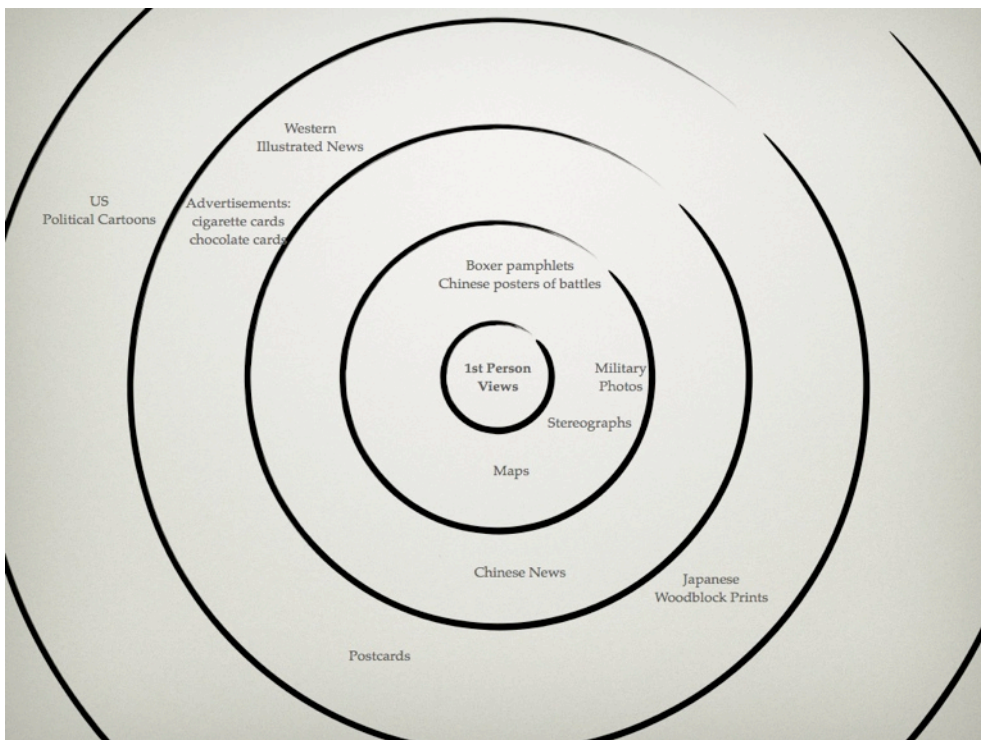 Western
Illustrated News
US
Political Cartoons
Advertisements:
cigarette cards
chocolate cards
Boxer pamphlets
Chinese posters of battles
1st Person
Views
Military
Photos
Stereographs
Maps
Chinese News
Japanese
Woodblock Prints
Postcards